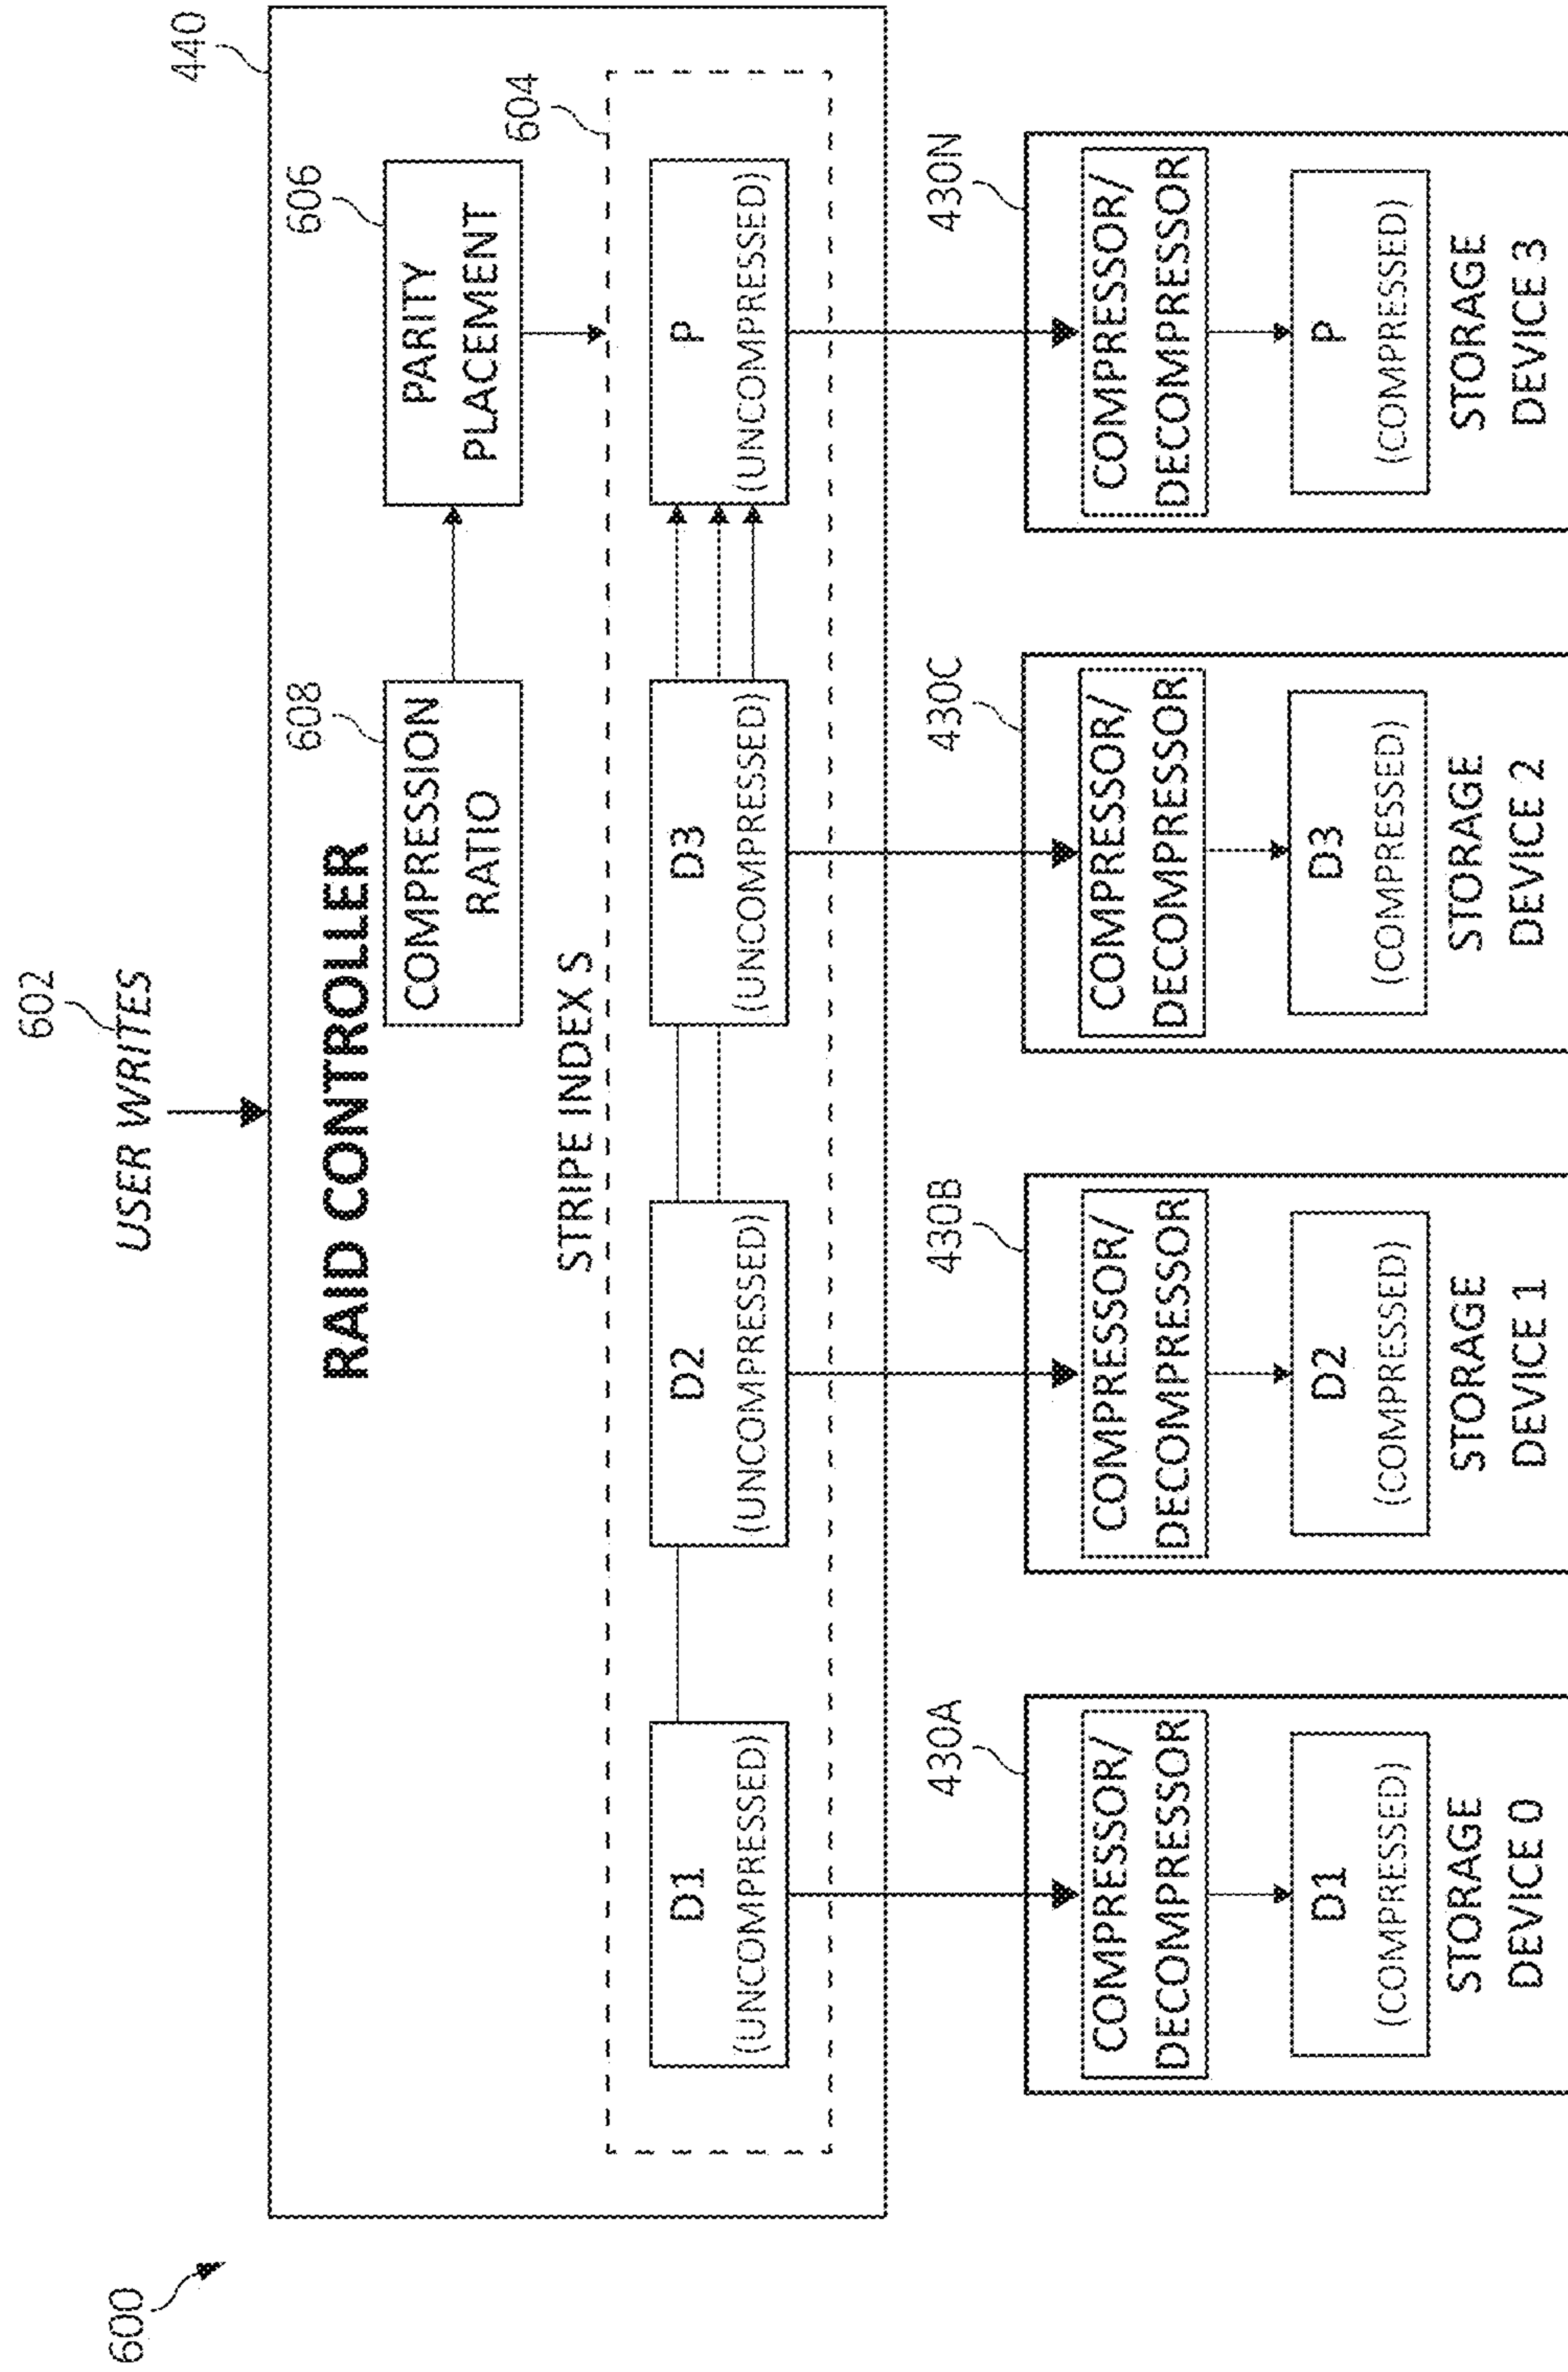 600
602
USER WRITES
440
RAID CONTROLLER
608
COMPRESSION
RATIO
606
PARITY
PLACEMENT
STRIPE INDEX S
604
D1
(UNCOMPRESSED)
D2
(UNCOMPRESSED)
D3
(UNCOMPRESSED)
P
(UNCOMPRESSED)
430A
COMPRESSOR/
DECOMPRESSOR
D1
(COMPRESSED)
STORAGE
DEVICE 0
430B
COMPRESSOR/
DECOMPRESSOR
D2
(COMPRESSED)
STORAGE
DEVICE 1
430C
COMPRESSOR/
DECOMPRESSOR
D3
(COMPRESSED)
STORAGE
DEVICE 2
430N
COMPRESSOR/
DECOMPRESSOR
P
(COMPRESSED)
STORAGE
DEVICE 3